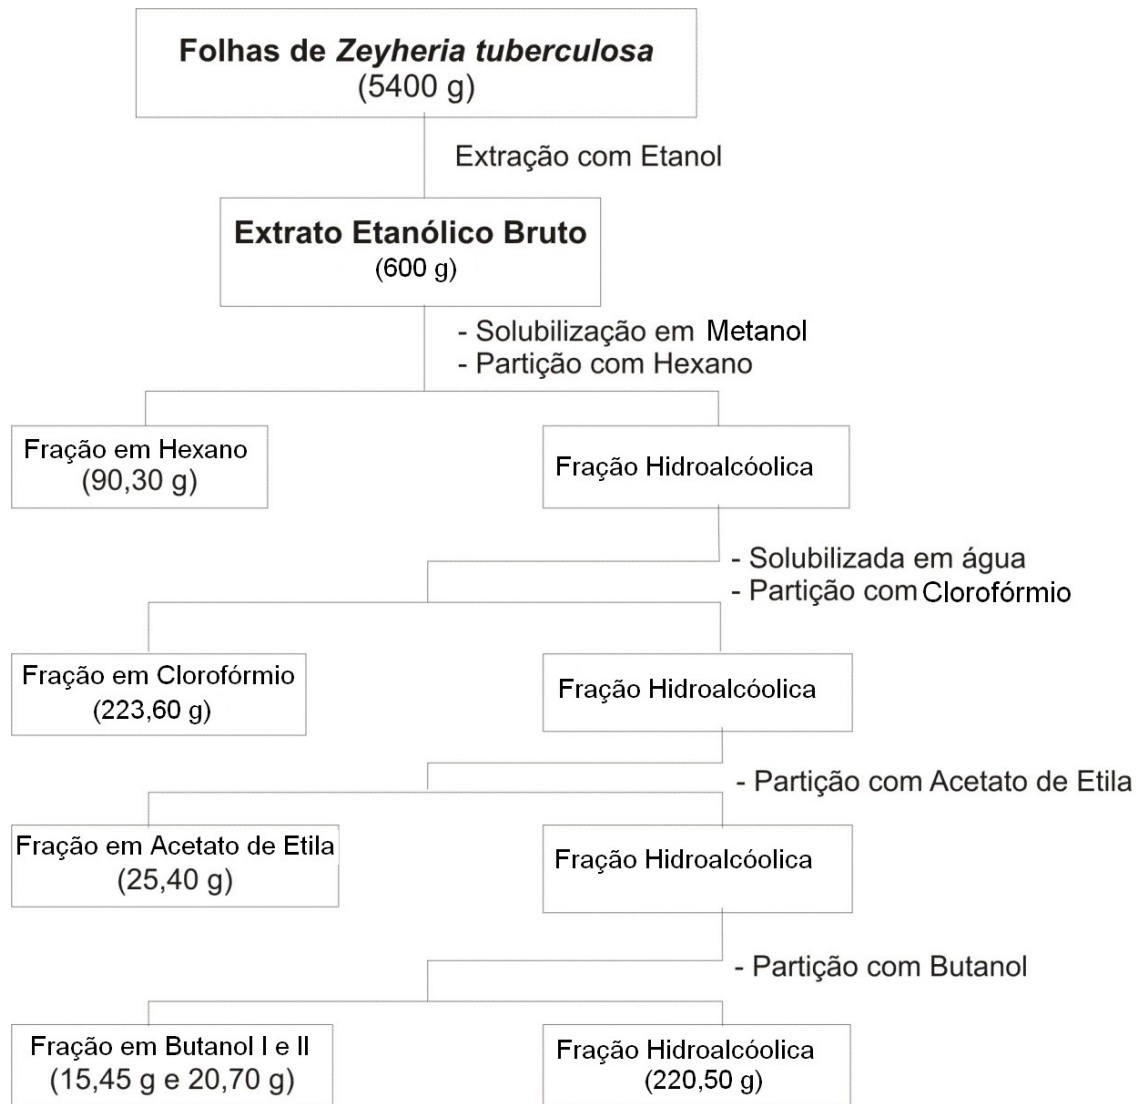 Folhas de Zeyheria tuberculosa
(5400 g)
Extração com Etanol
Extrato Etanólico Bruto
(600 g)
- Solubilização em Metanol
- Partição com Hexano
Fração em Hexano
(90,30 g)
Fração Hidroalcóolica
- Solubilizada em água
- Partição com Clorofórmio
Fração em Clorofórmio
(223,60 g)
Fração Hidroalcóolica
- Partição com Acetato de Etila
Fração em Acetato de Etila
(25,40 g)
Fração Hidroalcóolica
- Partição com Butanol
Fração em Butanol I e II
(15,45 g e 20,70 g)
Fração Hidroalcóolica
(220,50 g)